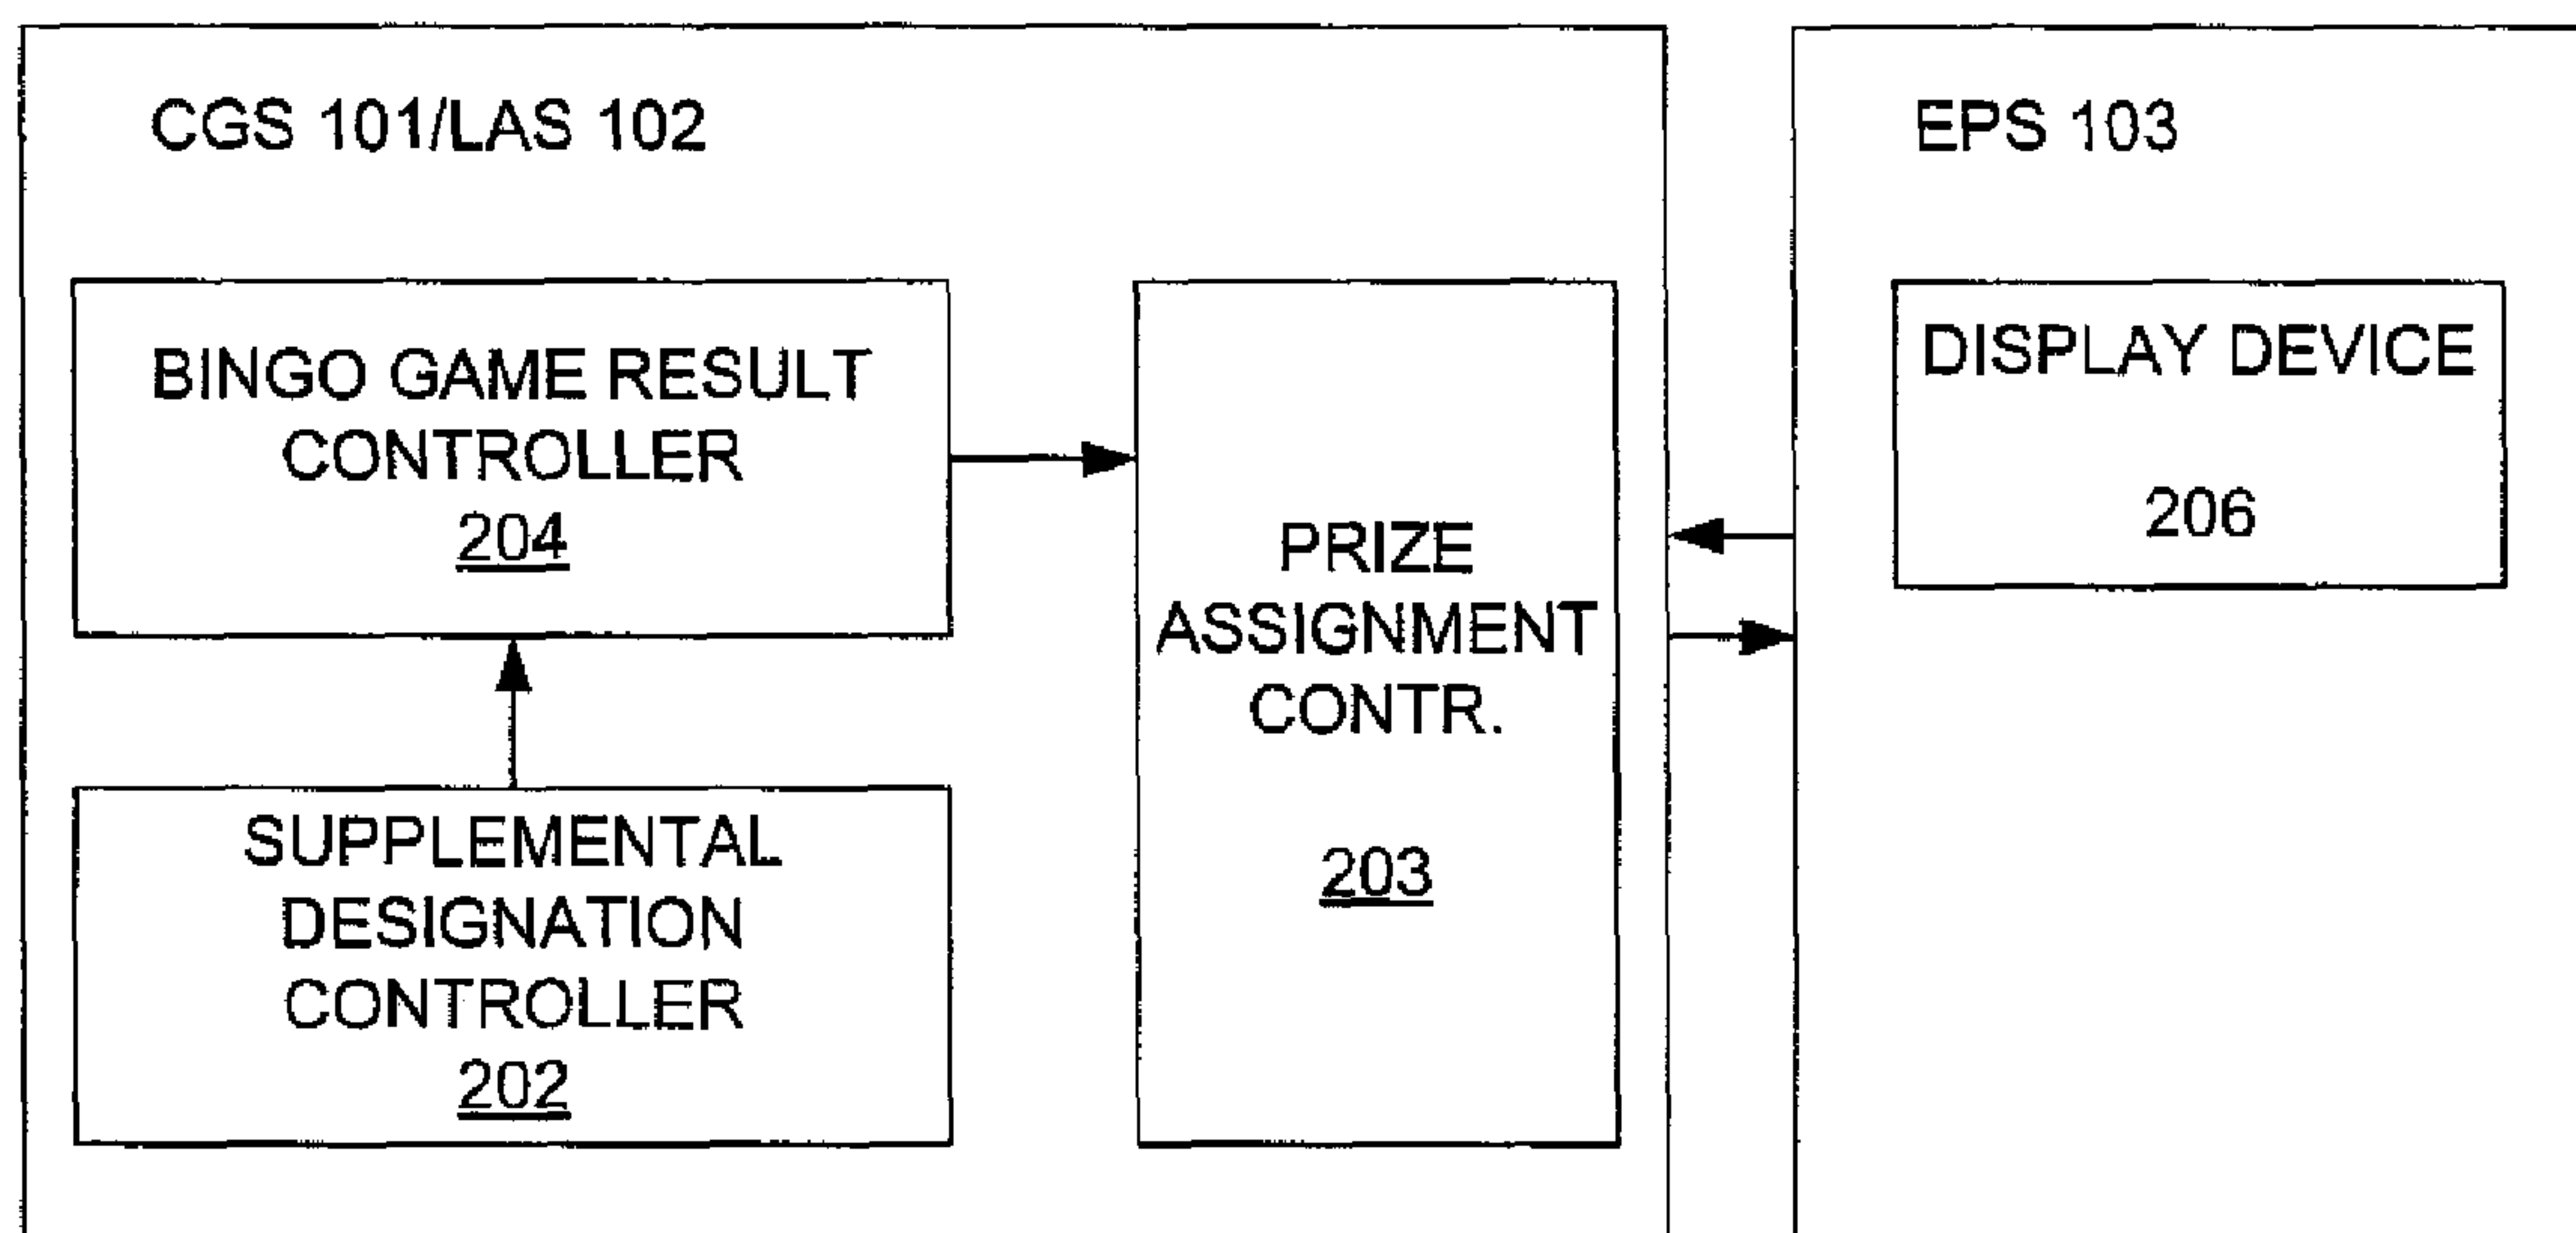 CGS 101/LAS 102
BINGO GAME RESULT
CONTROLLER
204
SUPPLEMENTAL
DESIGNATION
CONTROLLER
202
PRIZE
ASSIGNMENT
CONTR.
203
EPS 103
DISPLAY DEVICE
206